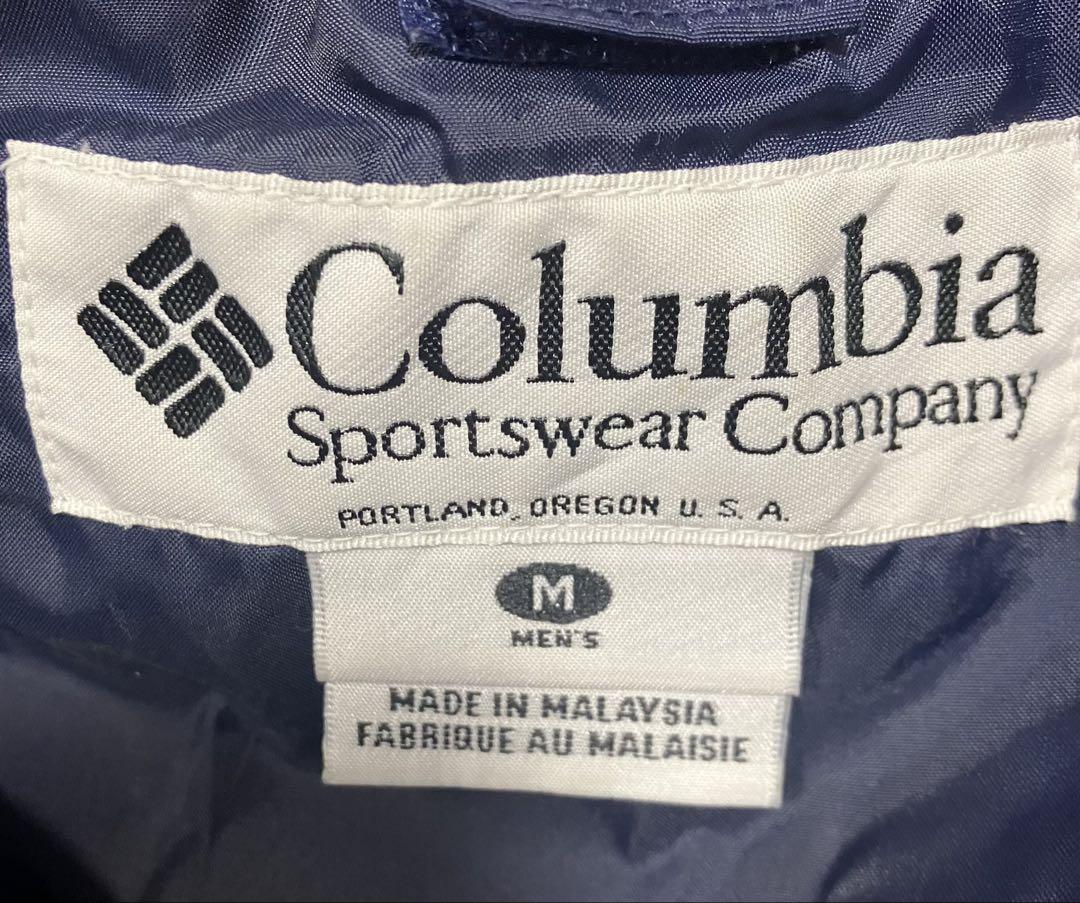 Columbia
Sportswear Company
PORTLAND, OREGON U. S. A.
M
MEN'S
MADE IN MALAYSIA
FABRIQUE AU MALAISIE